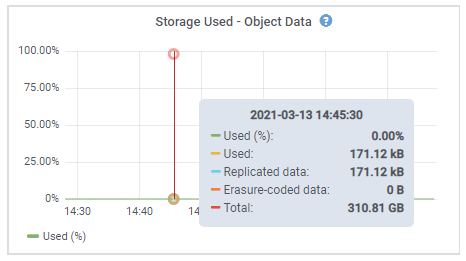 Storage Used - Object Data ?
100.00%
75.00%
50.00%
25.00%
0%
14:30
14:40
2021-03-13 14:45:30
Used (%): 0.00%
Used: 171.12 kB
Replicated data: 171.12 kB
Erasure-coded data: 0 B
Total: 310.81 GB
Used (%)